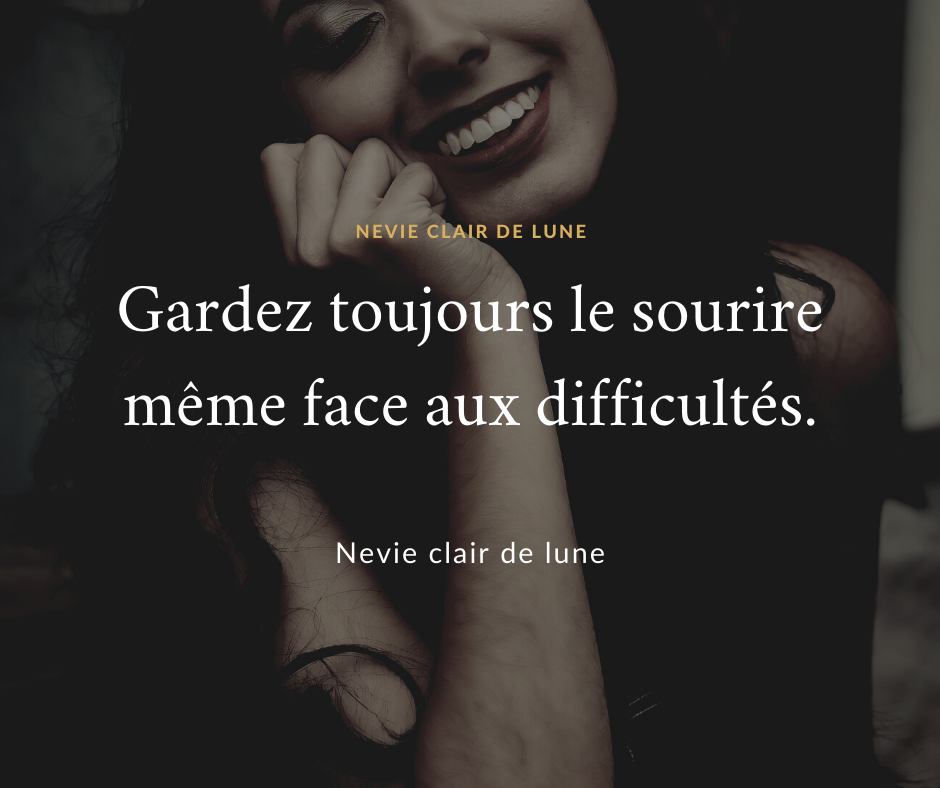 NEVIE CLAIR DE LUNE
Gardez toujours le sourire
même face aux difficultés.
Nevie clair de lune